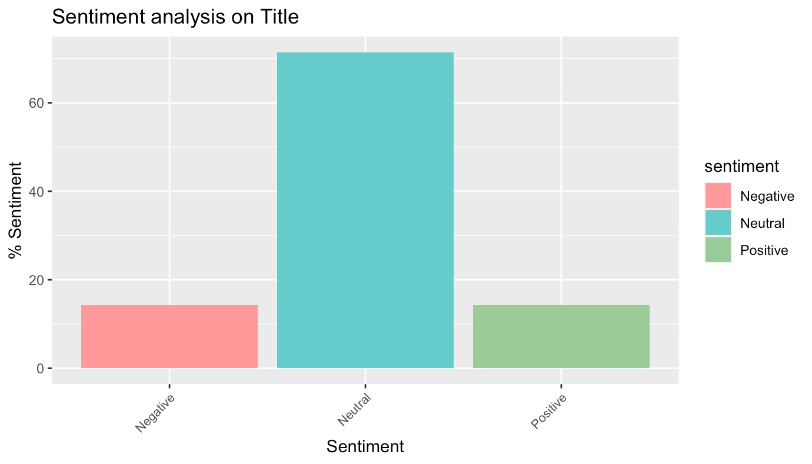 Sentiment analysis on Title
% Sentiment
60
40
20
0
Negative
Neutral
Positive
Sentiment
sentiment
Negative
Neutral
Positive